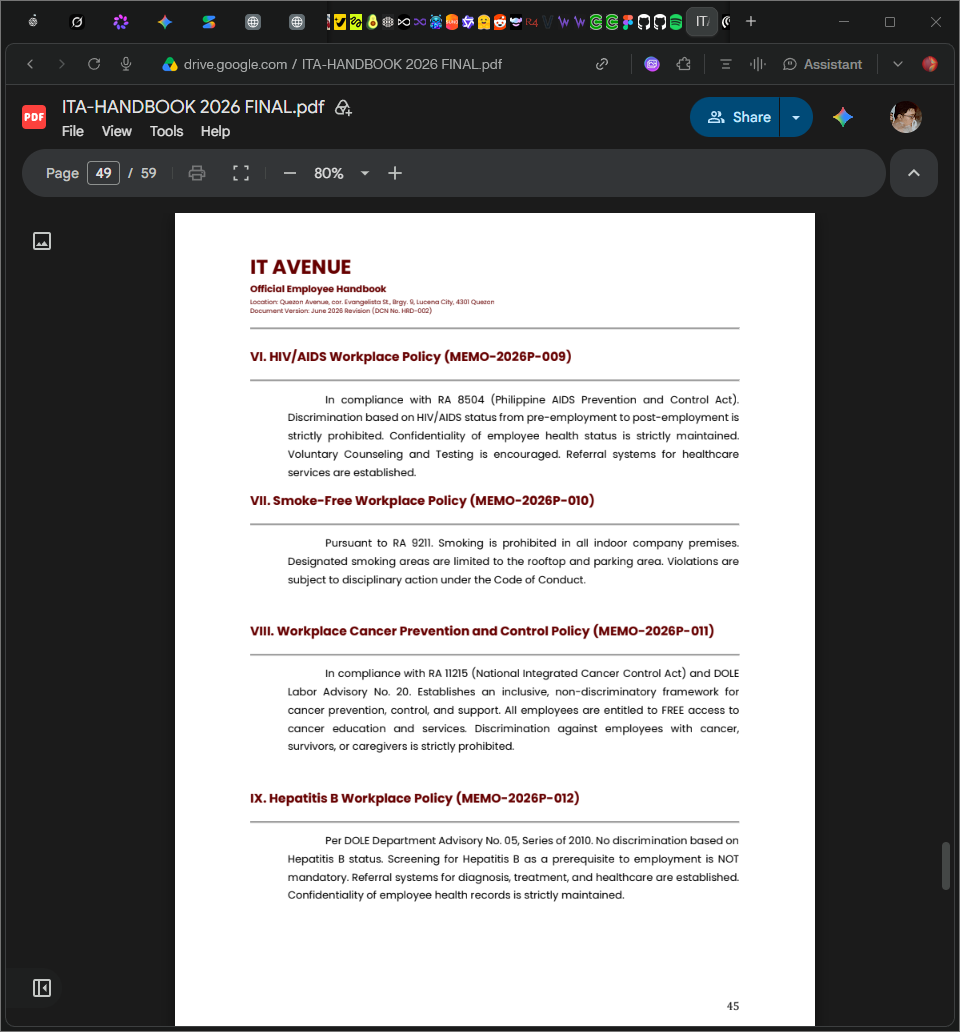 drive.google.com / ITA-HANDBOOK 2026 FINAL.pdf
Assistant
PDF
ITA-HANDBOOK 2026 FINAL.pdf
File View Tools Help
Share
Page 49 / 59
80%
IT AVENUE
Official Employee Handbook
Location: Quezon Avenue, cor. Evangelista St., Brgy. 9, Lucena City, 4301 Quezon
Document Version: June 2026 Revision (DCN No. HRD-002)
VI. HIV/AIDS Workplace Policy (MEMO-2026P-009)
In compliance with RA 8504 (Philippine AIDS Prevention and Control Act).
Discrimination based on HIV/AIDS status from pre-employment to post-employment is
strictly prohibited. Confidentiality of employee health status is strictly maintained.
Voluntary Counseling and Testing is encouraged. Referral systems for healthcare
services are established.
VII. Smoke-Free Workplace Policy (MEMO-2026P-010)
Pursuant to RA 9211. Smoking is prohibited in all indoor company premises.
Designated smoking areas are limited to the rooftop and parking area. Violations are
subject to disciplinary action under the Code of Conduct.
VIII. Workplace Cancer Prevention and Control Policy (MEMO-2026P-011)
In compliance with RA 11215 (National Integrated Cancer Control Act) and DOLE
Labor Advisory No. 20. Establishes an inclusive, non-discriminatory framework for
cancer prevention, control, and support. All employees are entitled to FREE access to
cancer education and services. Discrimination against employees with cancer,
survivors, or caregivers is strictly prohibited.
IX. Hepatitis B Workplace Policy (MEMO-2026P-012)
Per DOLE Department Advisory No. 05, Series of 2010. No discrimination based on
Hepatitis B status. Screening for Hepatitis B as a prerequisite to employment is NOT
mandatory. Referral systems for diagnosis, treatment, and healthcare are established.
Confidentiality of employee health records is strictly maintained.
45